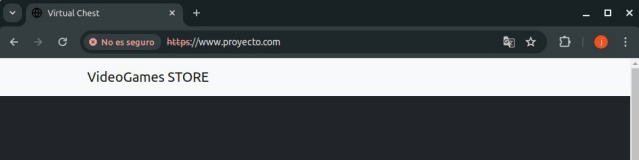 Virtual Chest
No es seguro https://www.proyecto.com
VideoGames STORE